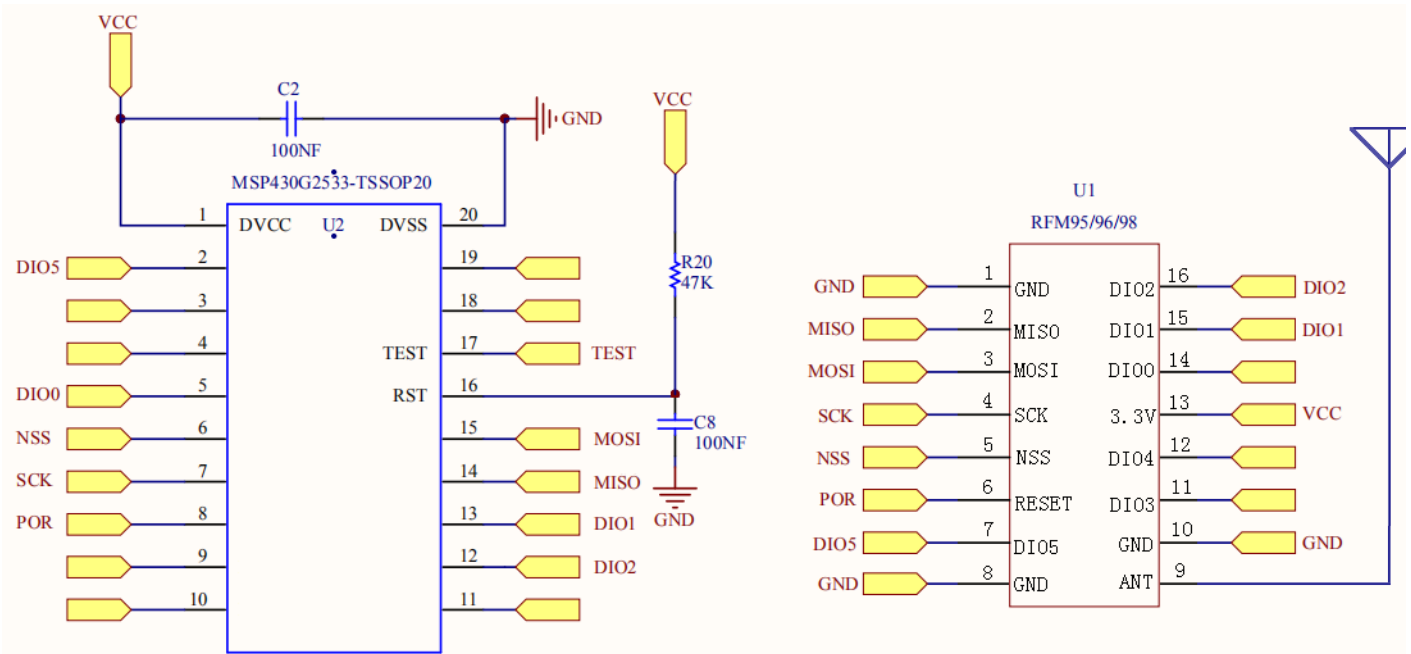 VCC
C2
100NF
GND
MSP430G2533-TSSOP20
U2
1 DVCC DVSS 20
DIO5 2 19
3 18
4 TEST 17 TEST
DIO0 5 RST 16
NSS 6 15 MOSI
SCK 7 14 MISO
POR 8 13 DIO1
9 12 DIO2
10 11
VCC
R20
47K
C8
100NF
GND
U1
RFM95/96/98
GND 1 GND DIO2 16 DIO2
MISO 2 MISO DIO1 15 DIO1
MOSI 3 MOSI DIO0 14
SCK 4 SCK 3.3V 13 VCC
NSS 5 NSS DIO4 12
POR 6 RESET DIO3 11
DIO5 7 DIO5 GND 10 GND
GND 8 GND ANT 9